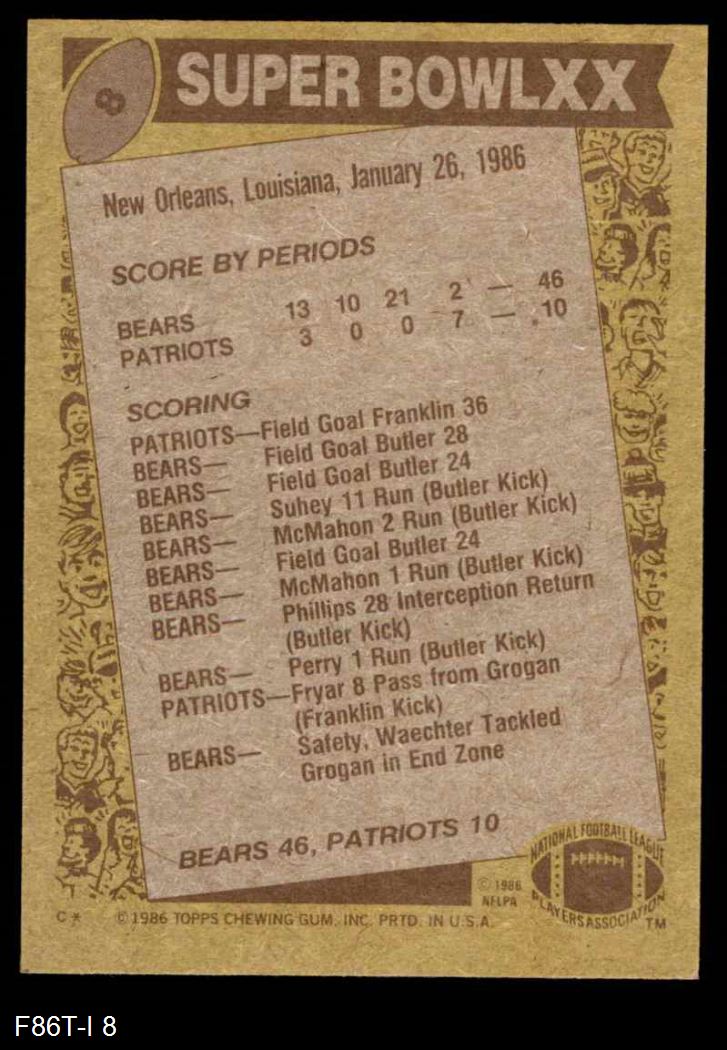 8
SUPER BOWL XX
New Orleans, Louisiana, January 26, 1986
SCORE BY PERIODS
BEARS 13 10 21 2 — 46
PATRIOTS 3 0 0 7 — 10
SCORING
PATRIOTS—Field Goal Franklin 36
BEARS— Field Goal Butler 28
BEARS— Field Goal Butler 24
BEARS— Suhey 11 Run (Butler Kick)
BEARS— McMahon 2 Run (Butler Kick)
BEARS— Field Goal Butler 24
BEARS— McMahon 1 Run (Butler Kick)
BEARS— Phillips 28 Interception Return
(Butler Kick)
BEARS— Perry 1 Run (Butler Kick)
PATRIOTS—Fryar 8 Pass from Grogan
(Franklin Kick)
BEARS— Safety, Waechter Tackled
Grogan in End Zone
BEARS 46, PATRIOTS 10
NATIONAL FOOTBALL LEAGUE
PLAYERS ASSOCIATION
TM
© 1986
NFLPA
C* © 1986 TOPPS CHEWING GUM, INC. PRTD. IN U.S.A.
F86T-I 8